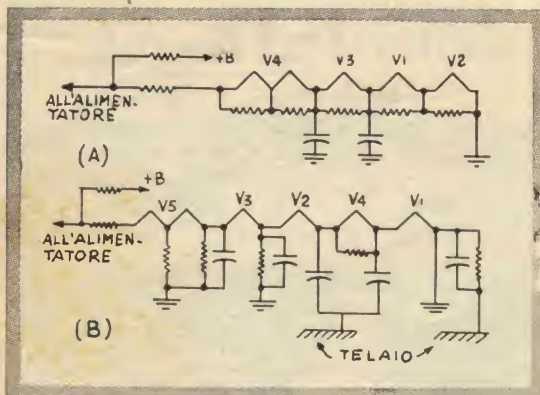 +B
V4 V3 V1 V2
ALL'ALIMEN-
TATORE
(A)
+B
V5 V3 V2 V4 V1
ALL'ALIMEN-
TATORE
(B)
TELAIO